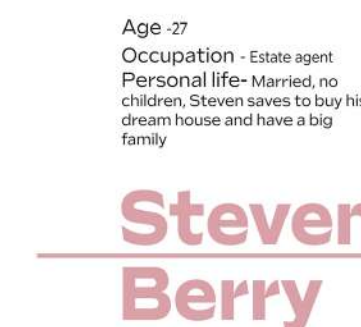 Age -27
Occupation - Estate agent
Personal life- Married, no
children, Steven saves to buy his
dream house and have a big
family
Steven
Berry